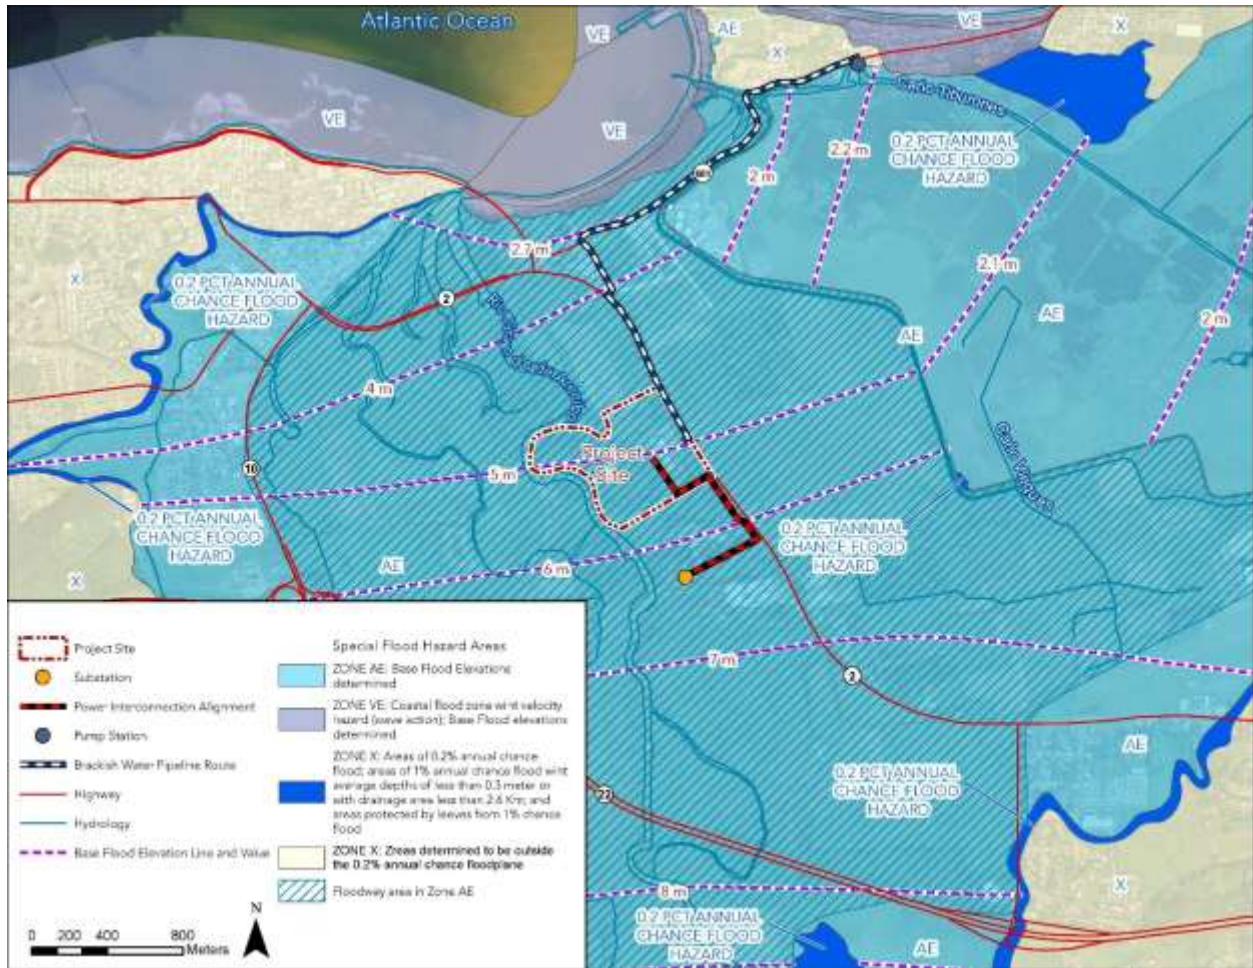 Atlantic Ocean
VE
VE
AE
X
VE
VE
Caño Tiburones
0.2 PCT ANNUAL
CHANCE FLOOD
HAZARD
2.2 m
2 m
681
X
2.7 m
2.1 m
0.2 PCT ANNUAL
CHANCE FLOOD
HAZARD
2
AE
AE
2 m
4 m
Project
Site
10
5 m
0.2 PCT ANNUAL
CHANCE FLOOD
HAZARD
0.2 PCT ANNUAL
CHANCE FLOOD
HAZARD
X
AE
6 m
7 m
2
AE
0.2 PCT ANNUAL
CHANCE FLOOD
HAZARD
22
X
8 m
0.2 PCT ANNUAL
CHANCE FLOOD
HAZARD
AE
Project Site
Substation
Power Interconnection Alignment
Pump Station
Brackish Water Pipeline Route
Highway
Hydrology
Base Flood Elevation Line and Value
Special Flood Hazard Areas
ZONE AE: Base Flood Elevations
determined
ZONE VE: Coastal flood zone wiht velocity
hazard (wave action); Base Flood elevations
determined
ZONE X: Areas of 0.2% annual chance
flood; areas of 1% annual chance flood wiht
average depths of less than 0.3 meter or
with drainage area less than 2.6 Km; and
areas protected by leeves from 1% chance
flood
ZONE X: Zreas determined to be outside
the 0.2% annual chance floodplane
Floodway area in Zone AE
N
0 200 400 800
Meters